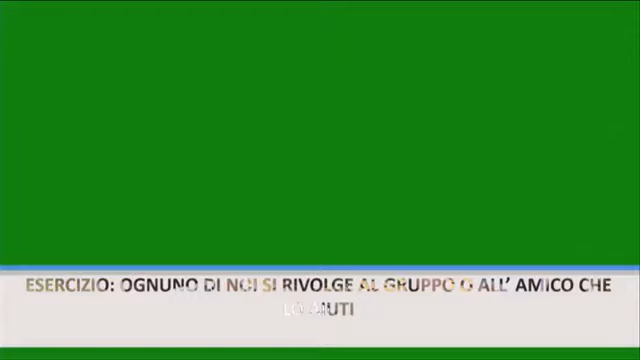 ESERCIZIO: OGNUNO DI NOI SI RIVOLGE AL GRUPPO O ALL' AMICO CHE
LO AIUTI